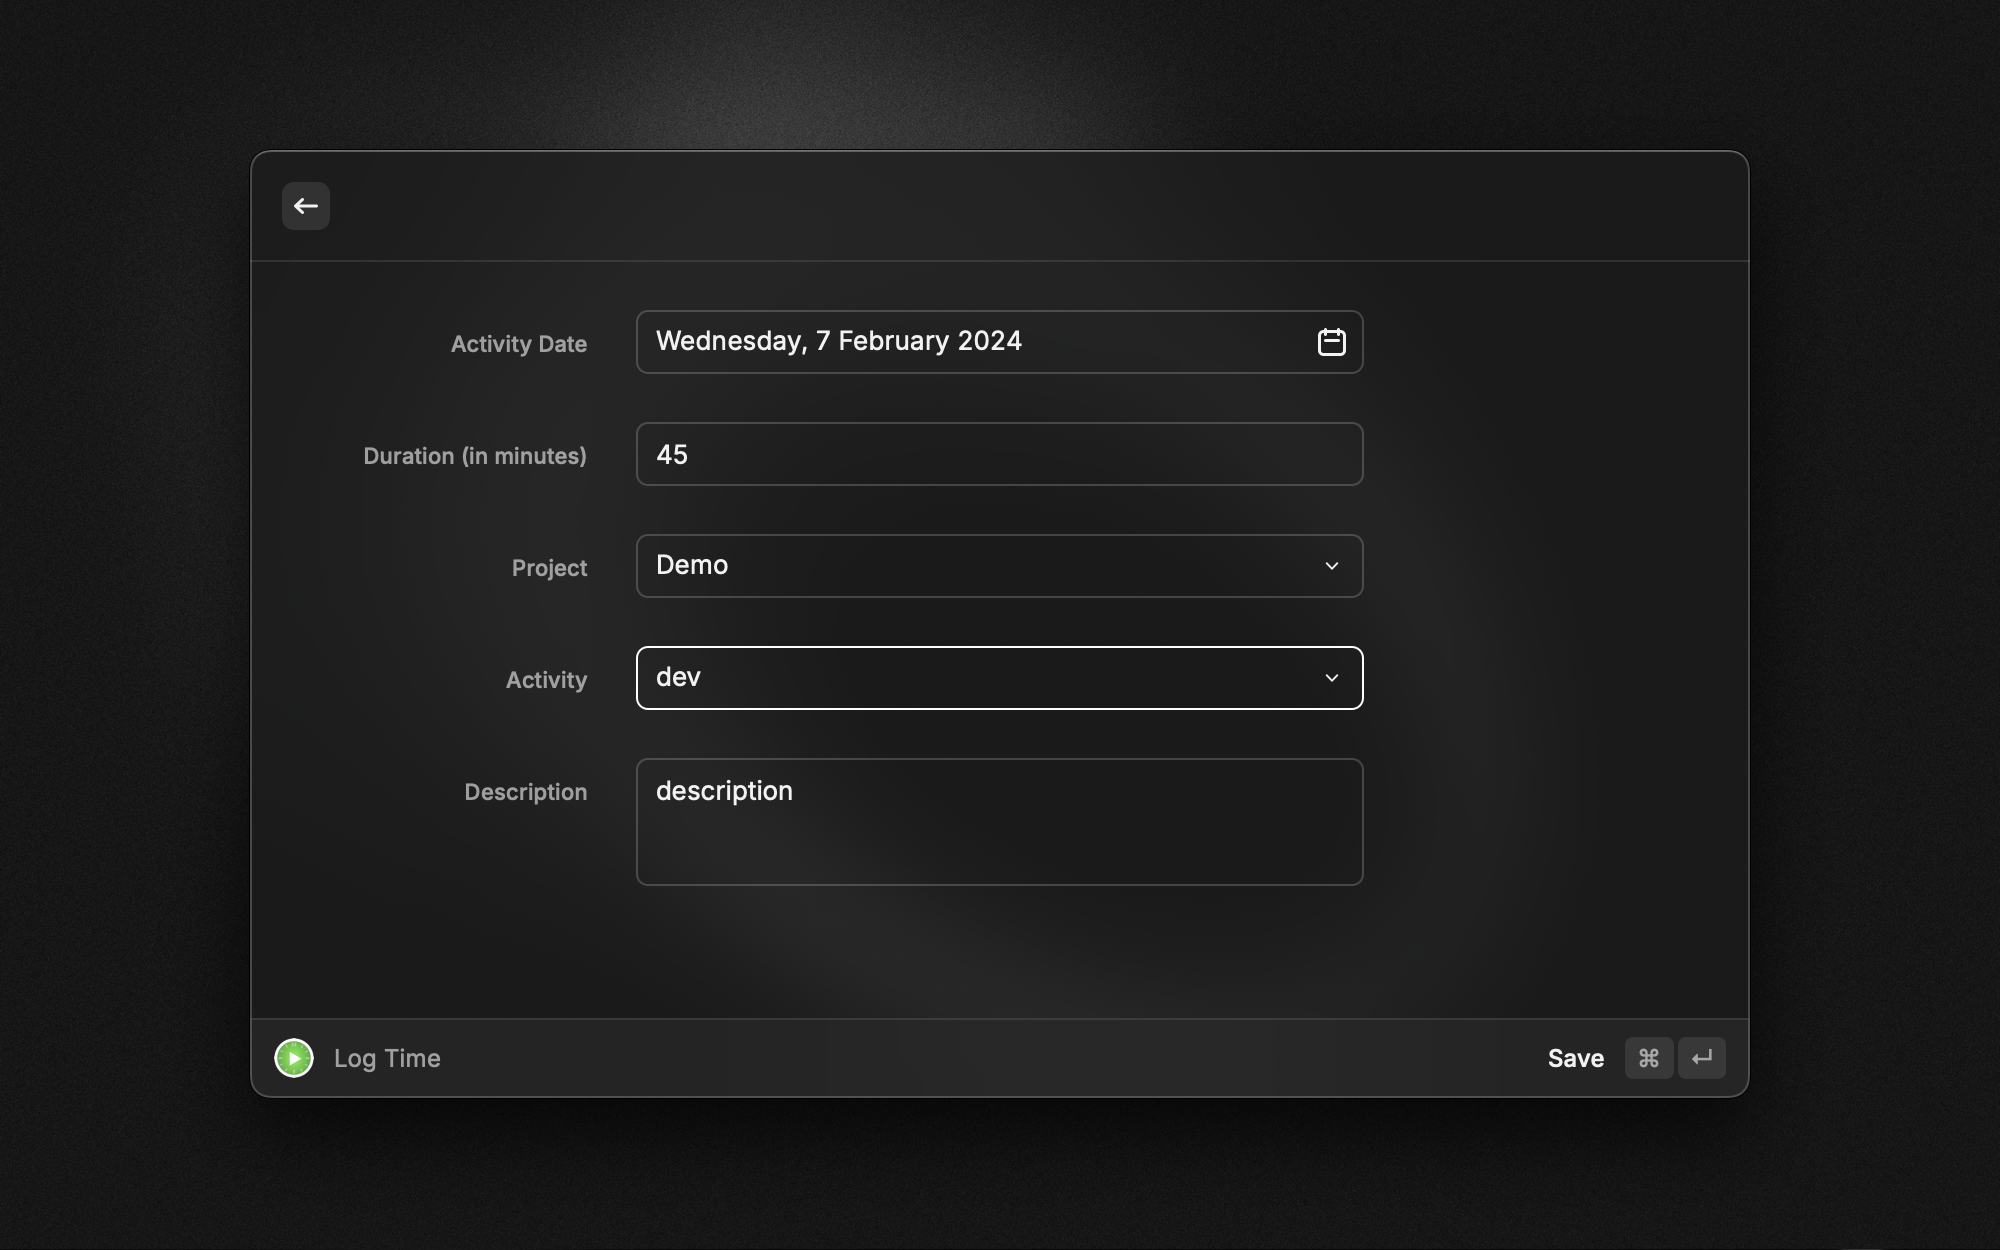 Activity Date
Wednesday, 7 February 2024
Duration (in minutes)
45
Project
Demo
Activity
dev
Description
description
Log Time
Save ⌘ ↵